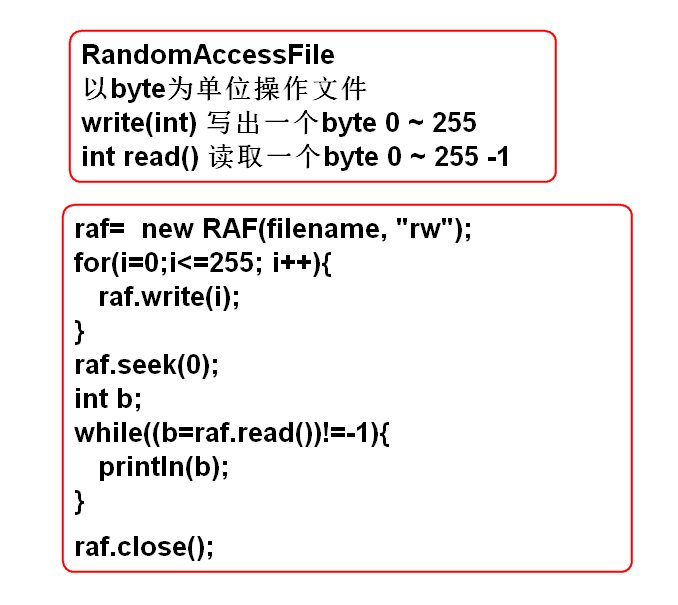 RandomAccessFile
以byte为单位操作文件
write(int) 写出一个byte 0 ~ 255
int read() 读取一个byte 0 ~ 255 -1
raf= new RAF(filename, "rw");
for(i=0;i<=255; i++){
raf.write(i);
}
raf.seek(0);
int b;
while((b=raf.read())!=-1){
println(b);
}
raf.close();